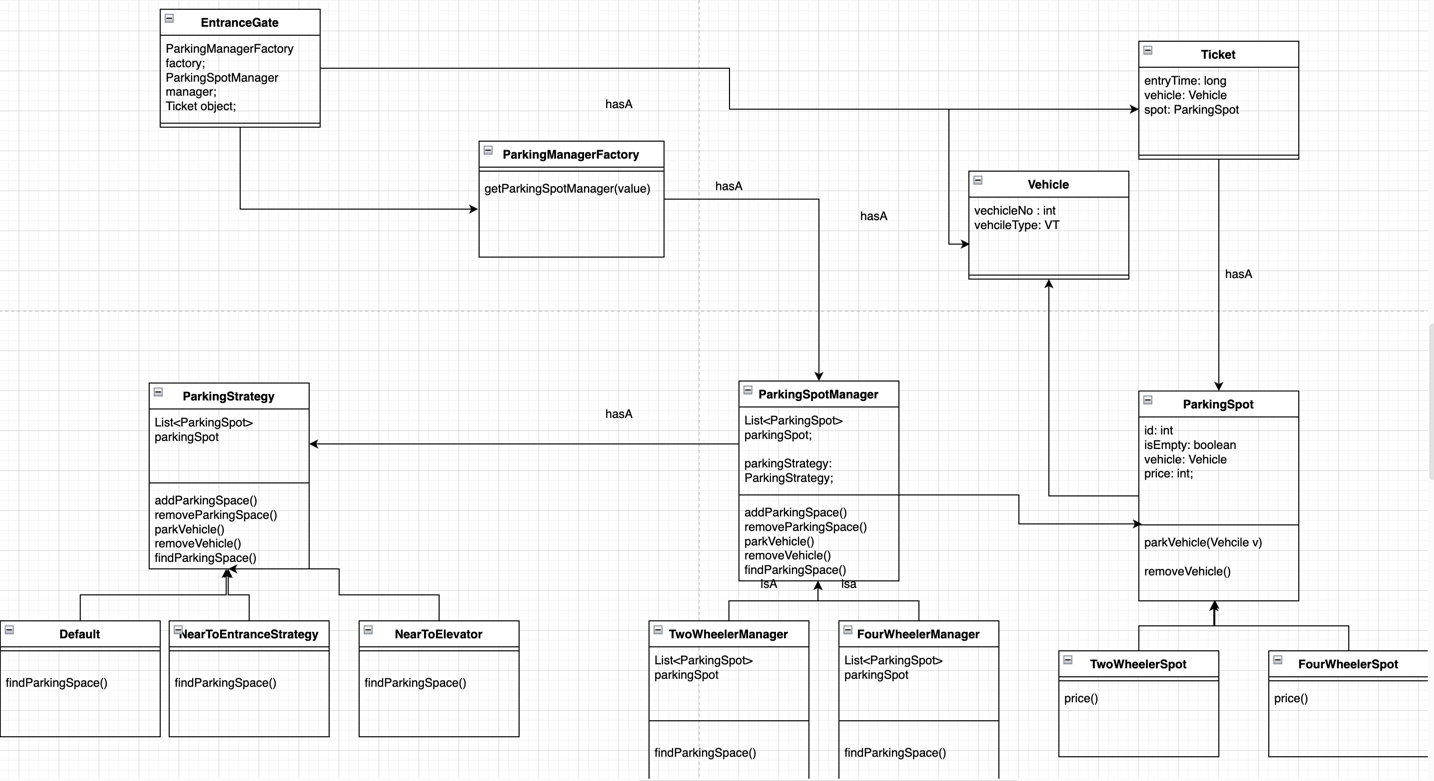 EntranceGate
ParkingManagerFactory
factory;
ParkingSpotManager
manager;
Ticket object;
hasA
Ticket
entryTime: long
vehicle: Vehicle
spot: ParkingSpot
ParkingManagerFactory
getParkingSpotManager(value)
hasA
hasA
Vehicle
vechicleNo : int
vehcileType: VT
hasA
ParkingStrategy
List<ParkingSpot>
parkingSpot
addParkingSpace()
removeParkingSpace()
parkVehicle()
removeVehicle()
findParkingSpace()
hasA
ParkingSpotManager
List<ParkingSpot>
parkingSpot;
parkingStrategy:
ParkingStrategy;
addParkingSpace()
removeParkingSpace()
parkVehicle()
removeVehicle()
findParkingSpace()
IsA
Isa
ParkingSpot
id: int
isEmpty: boolean
vehicle: Vehicle
price: int;
parkVehicle(Vehcile v)
removeVehicle()
Default
findParkingSpace()
NearToEntranceStrategy
findParkingSpace()
NearToElevator
findParkingSpace()
TwoWheelerManager
List<ParkingSpot>
parkingSpot
findParkingSpace()
FourWheelerManager
List<ParkingSpot>
parkingSpot
findParkingSpace()
TwoWheelerSpot
price()
FourWheelerSpot
price()